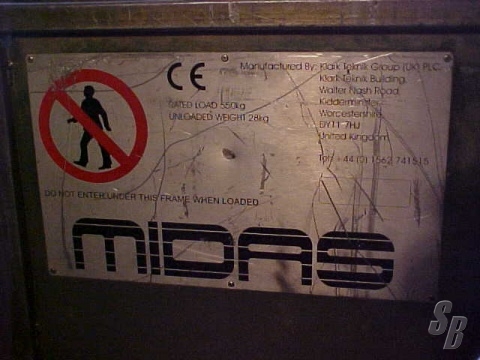 CE
RATED LOAD 550kg
UNLOADED WEIGHT 28kg
Manufactured By: Klark Teknik Group (UK) PLC,
Klark Teknik Building,
Walter Nash Road,
Kidderminster,
Worcestershire,
DY11 7HJ
United Kingdom
Tel: +44 (0) 1562 741515
DO NOT ENTER UNDER THIS FRAME WHEN LOADED
MIDAS
SB